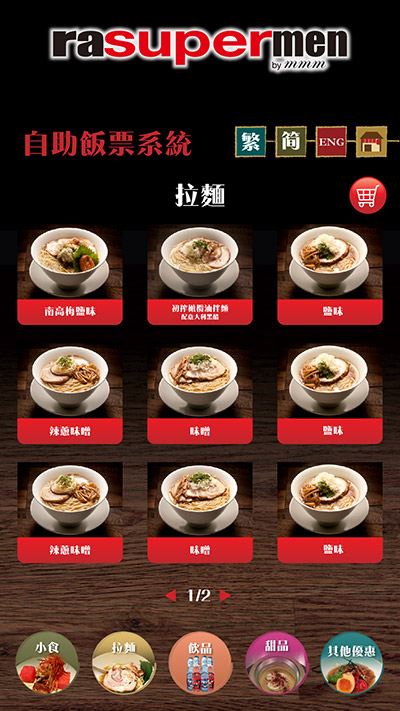 rasupermen
by mmm
自助飯票系統
繁 简 ENG
拉麵
南高梅鹽味
初搾橄欖油拌麵
配意大利黑醋
鹽味
辣蔥味噌
味噌
鹽味
辣蔥味噌
味噌
鹽味
1/2
小食
拉麵
飲品
甜品
其他優惠